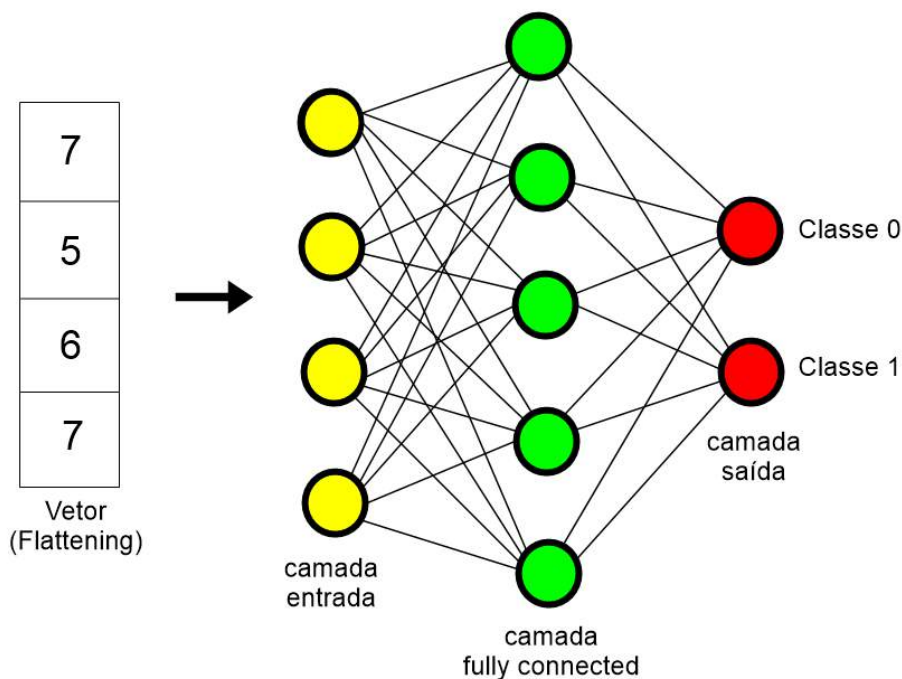 7
5
6
7
Vetor
(Flattening)
camada
entrada
camada
fully connected
Classe 0
Classe 1
camada
saída